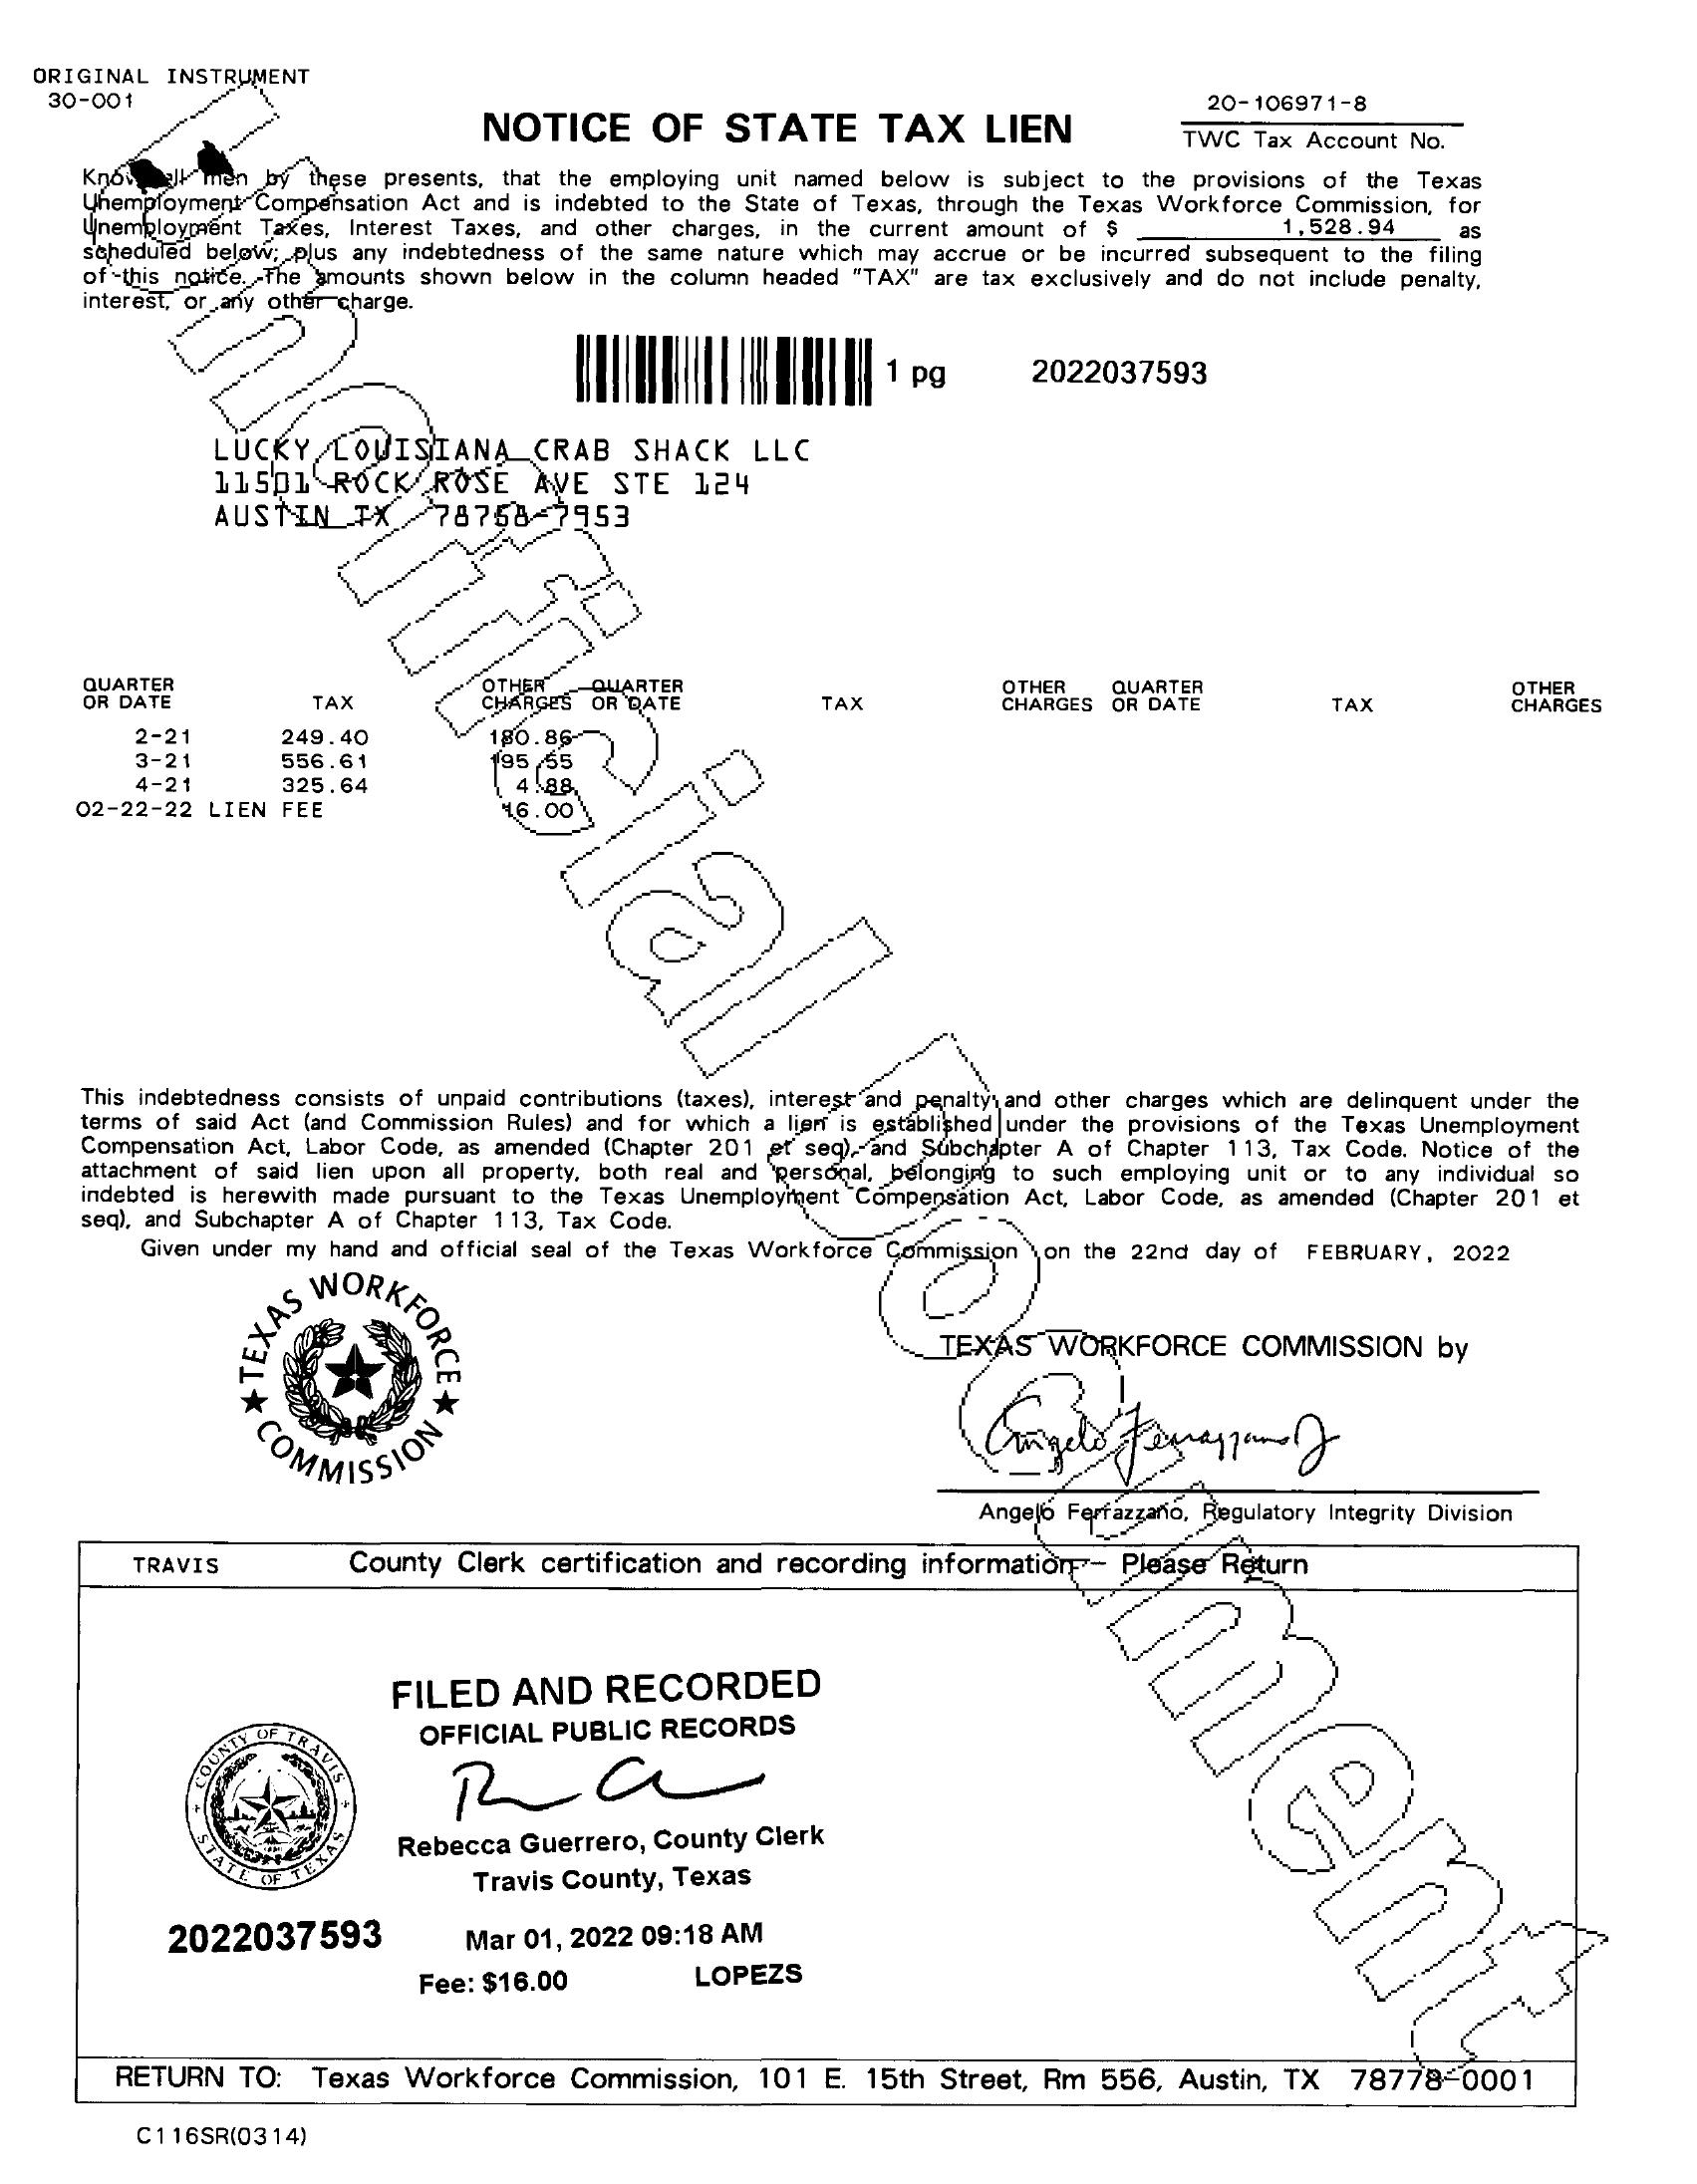 ORIGINAL INSTRUMENT
30-001
20-106971-8
NOTICE OF STATE TAX LIEN
TWC Tax Account No.
Know all men by these presents, that the employing unit named below is subject to the provisions of the Texas
Unemployment Compensation Act and is indebted to the State of Texas, through the Texas Workforce Commission, for
Unemployment Taxes, Interest Taxes, and other charges, in the current amount of $ 1,528.94 as
scheduled below; plus any indebtedness of the same nature which may accrue or be incurred subsequent to the filing
of this notice. The amounts shown below in the column headed "TAX" are tax exclusively and do not include penalty,
interest, or any other charge.
1 pg 2022037593
LUCKY LOUISIANA CRAB SHACK LLC
11501 ROCK ROSE AVE STE 124
AUSTIN TX 78758-7953
QUARTER OTHER QUARTER OTHER QUARTER OTHER
OR DATE TAX CHARGES OR DATE TAX CHARGES OR DATE TAX CHARGES
2-21 249.40 180.86
3-21 556.61 195.55
4-21 325.64 4.88
02-22-22 LIEN FEE 16.00
This indebtedness consists of unpaid contributions (taxes), interest and penalty and other charges which are delinquent under the
terms of said Act (and Commission Rules) and for which a lien is established under the provisions of the Texas Unemployment
Compensation Act, Labor Code, as amended (Chapter 201 et seq), and Subchapter A of Chapter 113, Tax Code. Notice of the
attachment of said lien upon all property, both real and personal, belonging to such employing unit or to any individual so
indebted is herewith made pursuant to the Texas Unemployment Compensation Act, Labor Code, as amended (Chapter 201 et
seq), and Subchapter A of Chapter 113, Tax Code.
Given under my hand and official seal of the Texas Workforce Commission on the 22nd day of FEBRUARY, 2022
TEXAS WORKFORCE COMMISSION
TEXAS WORKFORCE COMMISSION by
Angelo Ferrazzano J
Angelo Ferrazzano, Regulatory Integrity Division
TRAVIS County Clerk certification and recording information -- Please Return
FILED AND RECORDED
OFFICIAL PUBLIC RECORDS
COUNTY OF TRAVIS
STATE OF TEXAS
Rebecca Guerrero, County Clerk
Travis County, Texas
2022037593 Mar 01, 2022 09:18 AM
Fee: $16.00 LOPEZS
RETURN TO: Texas Workforce Commission, 101 E. 15th Street, Rm 556, Austin, TX 78778-0001
C116SR(0314)
Unofficial Document